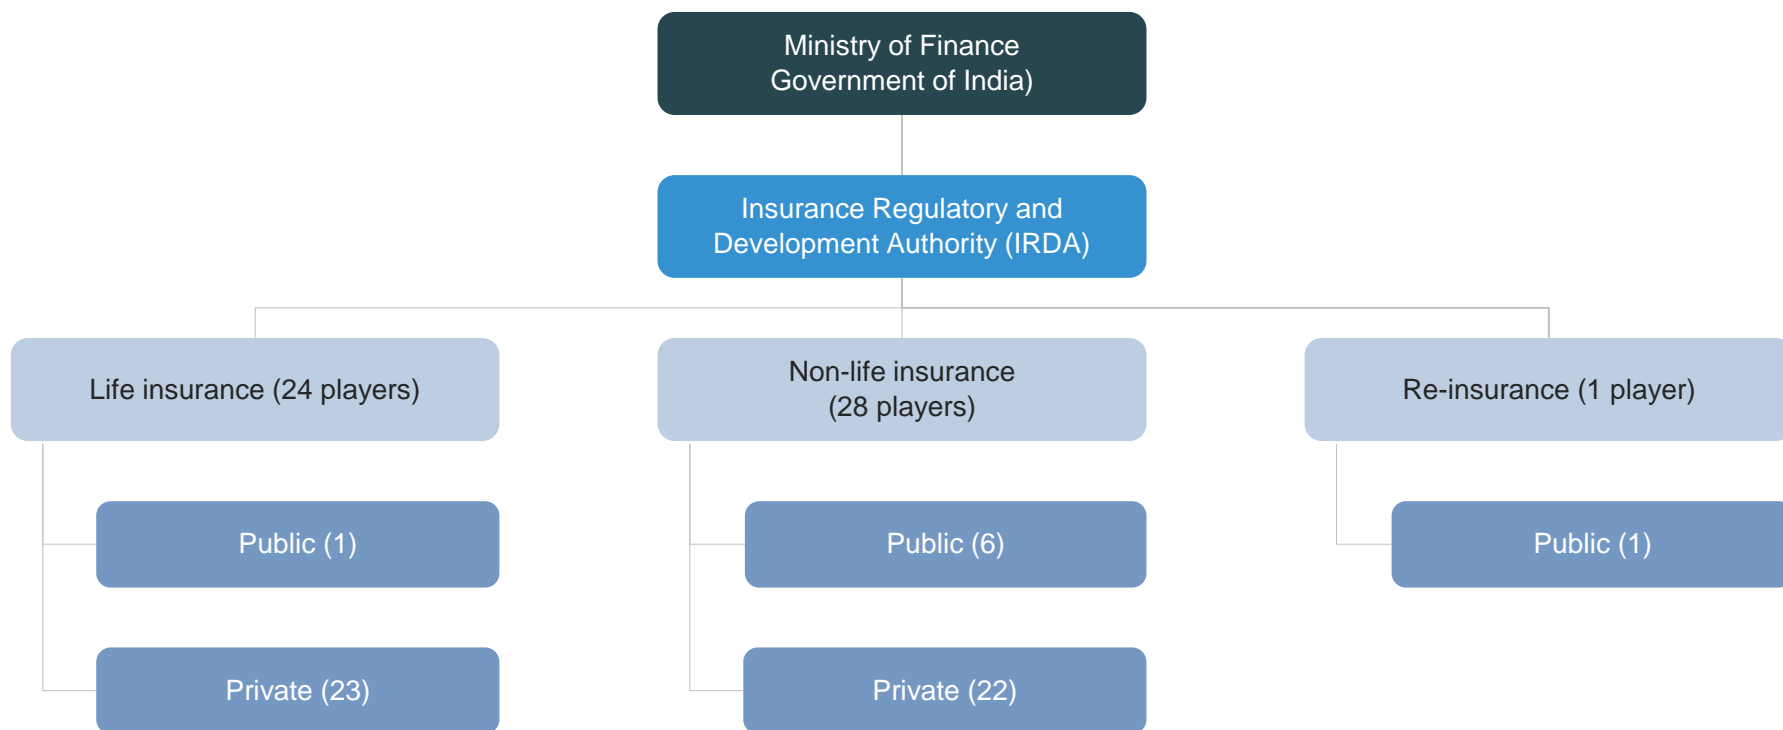 Ministry of Finance
Government of India)
Insurance Regulatory and
Development Authority (IRDA)
Life insurance (24 players)
Non-life insurance
(28 players)
Re-insurance (1 player)
Public (1)
Public (6)
Public (1)
Private (23)
Private (22)